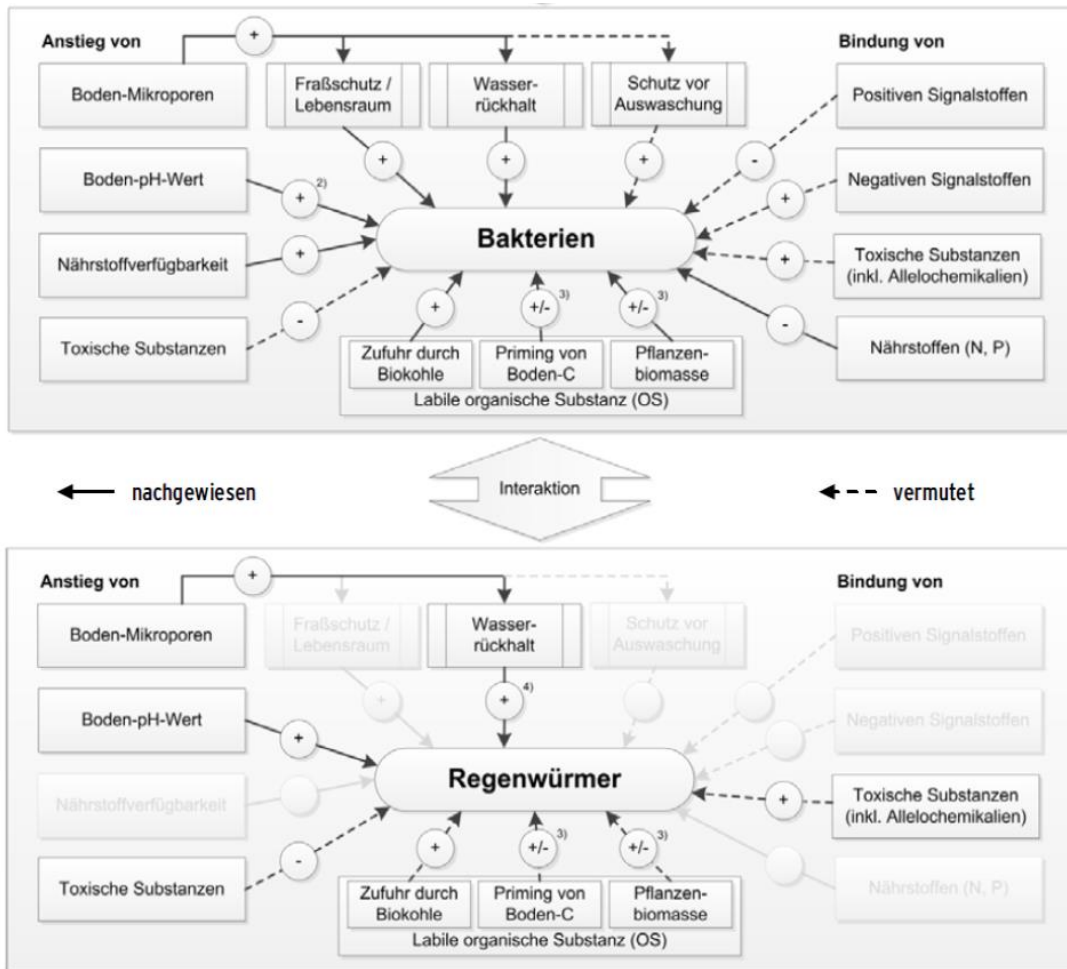 Anstieg von
+
Bindung von
Boden-Mikroporen
Fraßschutz /
Lebensraum
Wasser-
rückhalt
Schutz vor
Auswaschung
Positiven Signalstoffen
+
+
+
-
Boden-pH-Wert
+ 2)
Negativen Signalstoffen
+
Bakterien
Nährstoffverfügbarkeit
+
Toxische Substanzen
(inkl. Allelochemikalien)
+
Toxische Substanzen
-
+
+/- 3)
+/- 3)
-
Nährstoffen (N, P)
Zufuhr durch
Biokohle
Priming von
Boden-C
Pflanzen-
biomasse
Labile organische Substanz (OS)
nachgewiesen
Interaktion
vermutet
Anstieg von
+
Bindung von
Boden-Mikroporen
Fraßschutz /
Lebensraum
Wasser-
rückhalt
Schutz vor
Auswaschung
Positiven Signalstoffen
+
+ 4)
Boden-pH-Wert
+
Negativen Signalstoffen
Regenwürmer
Nährstoffverfügbarkeit
Toxische Substanzen
(inkl. Allelochemikalien)
+
Toxische Substanzen
-
+
+/- 3)
+/- 3)
Nährstoffen (N, P)
Zufuhr durch
Biokohle
Priming von
Boden-C
Pflanzen-
biomasse
Labile organische Substanz (OS)